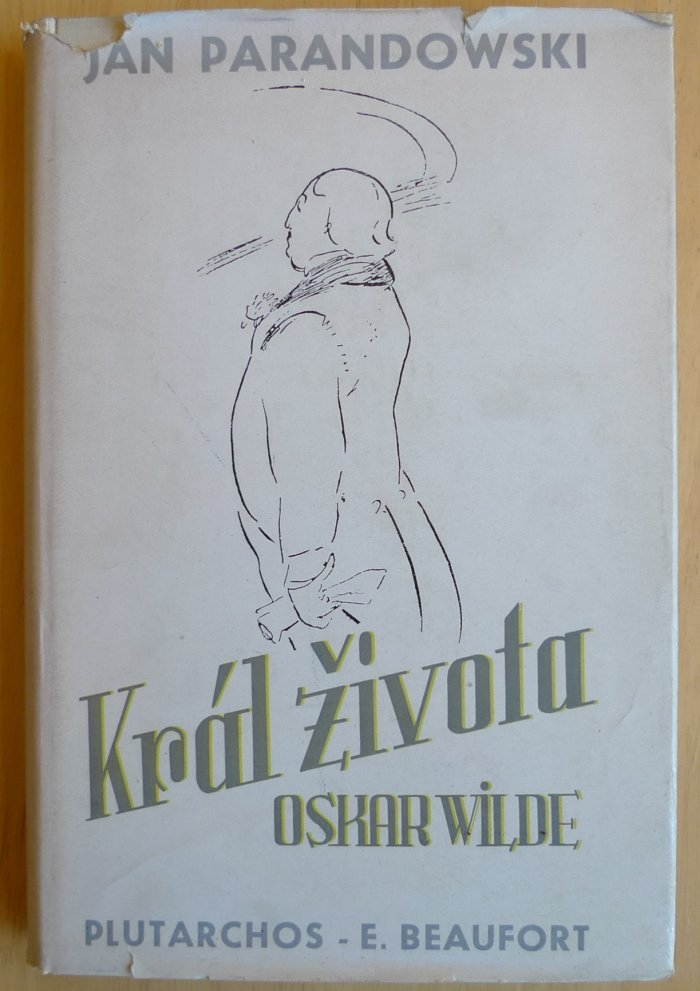 JAN PARANDOWSKI
Král života
OSKAR WILDE
PLUTARCHOS - E. BEAUFORT